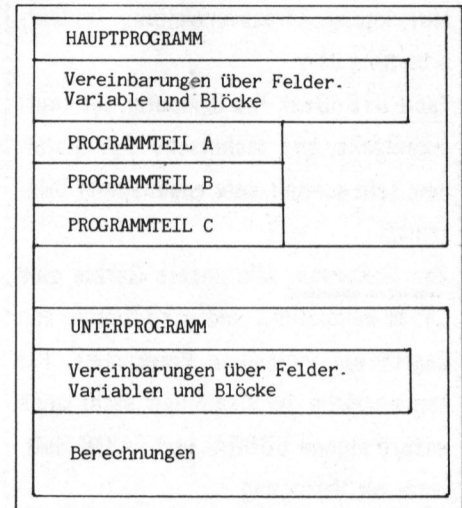 HAUPTPROGRAMM
Vereinbarungen über Felder.
Variable und Blöcke
PROGRAMMTEIL A
PROGRAMMTEIL B
PROGRAMMTEIL C
UNTERPROGRAMM
Vereinbarungen über Felder.
Variablen und Blöcke
Berechnungen